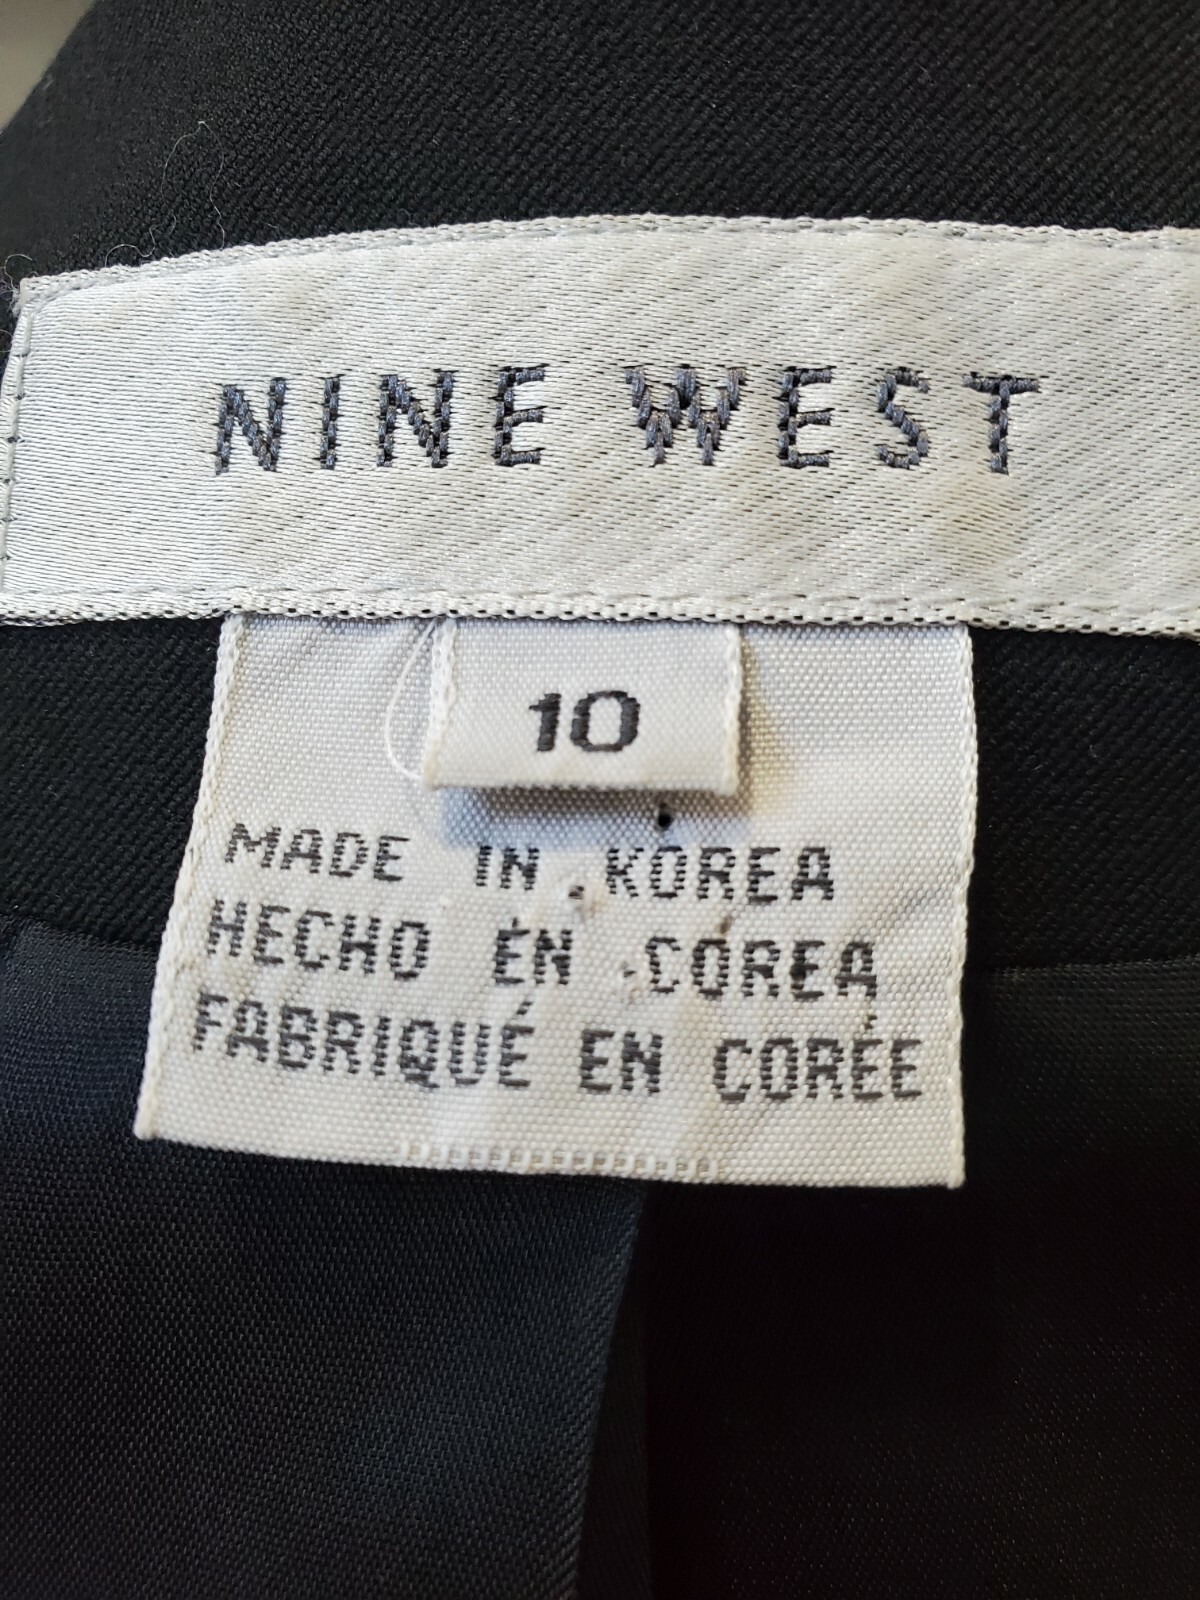 NINE WEST
10
MADE IN KOREA
HECHO EN COREA
FABRIQUÉ EN CORÉE